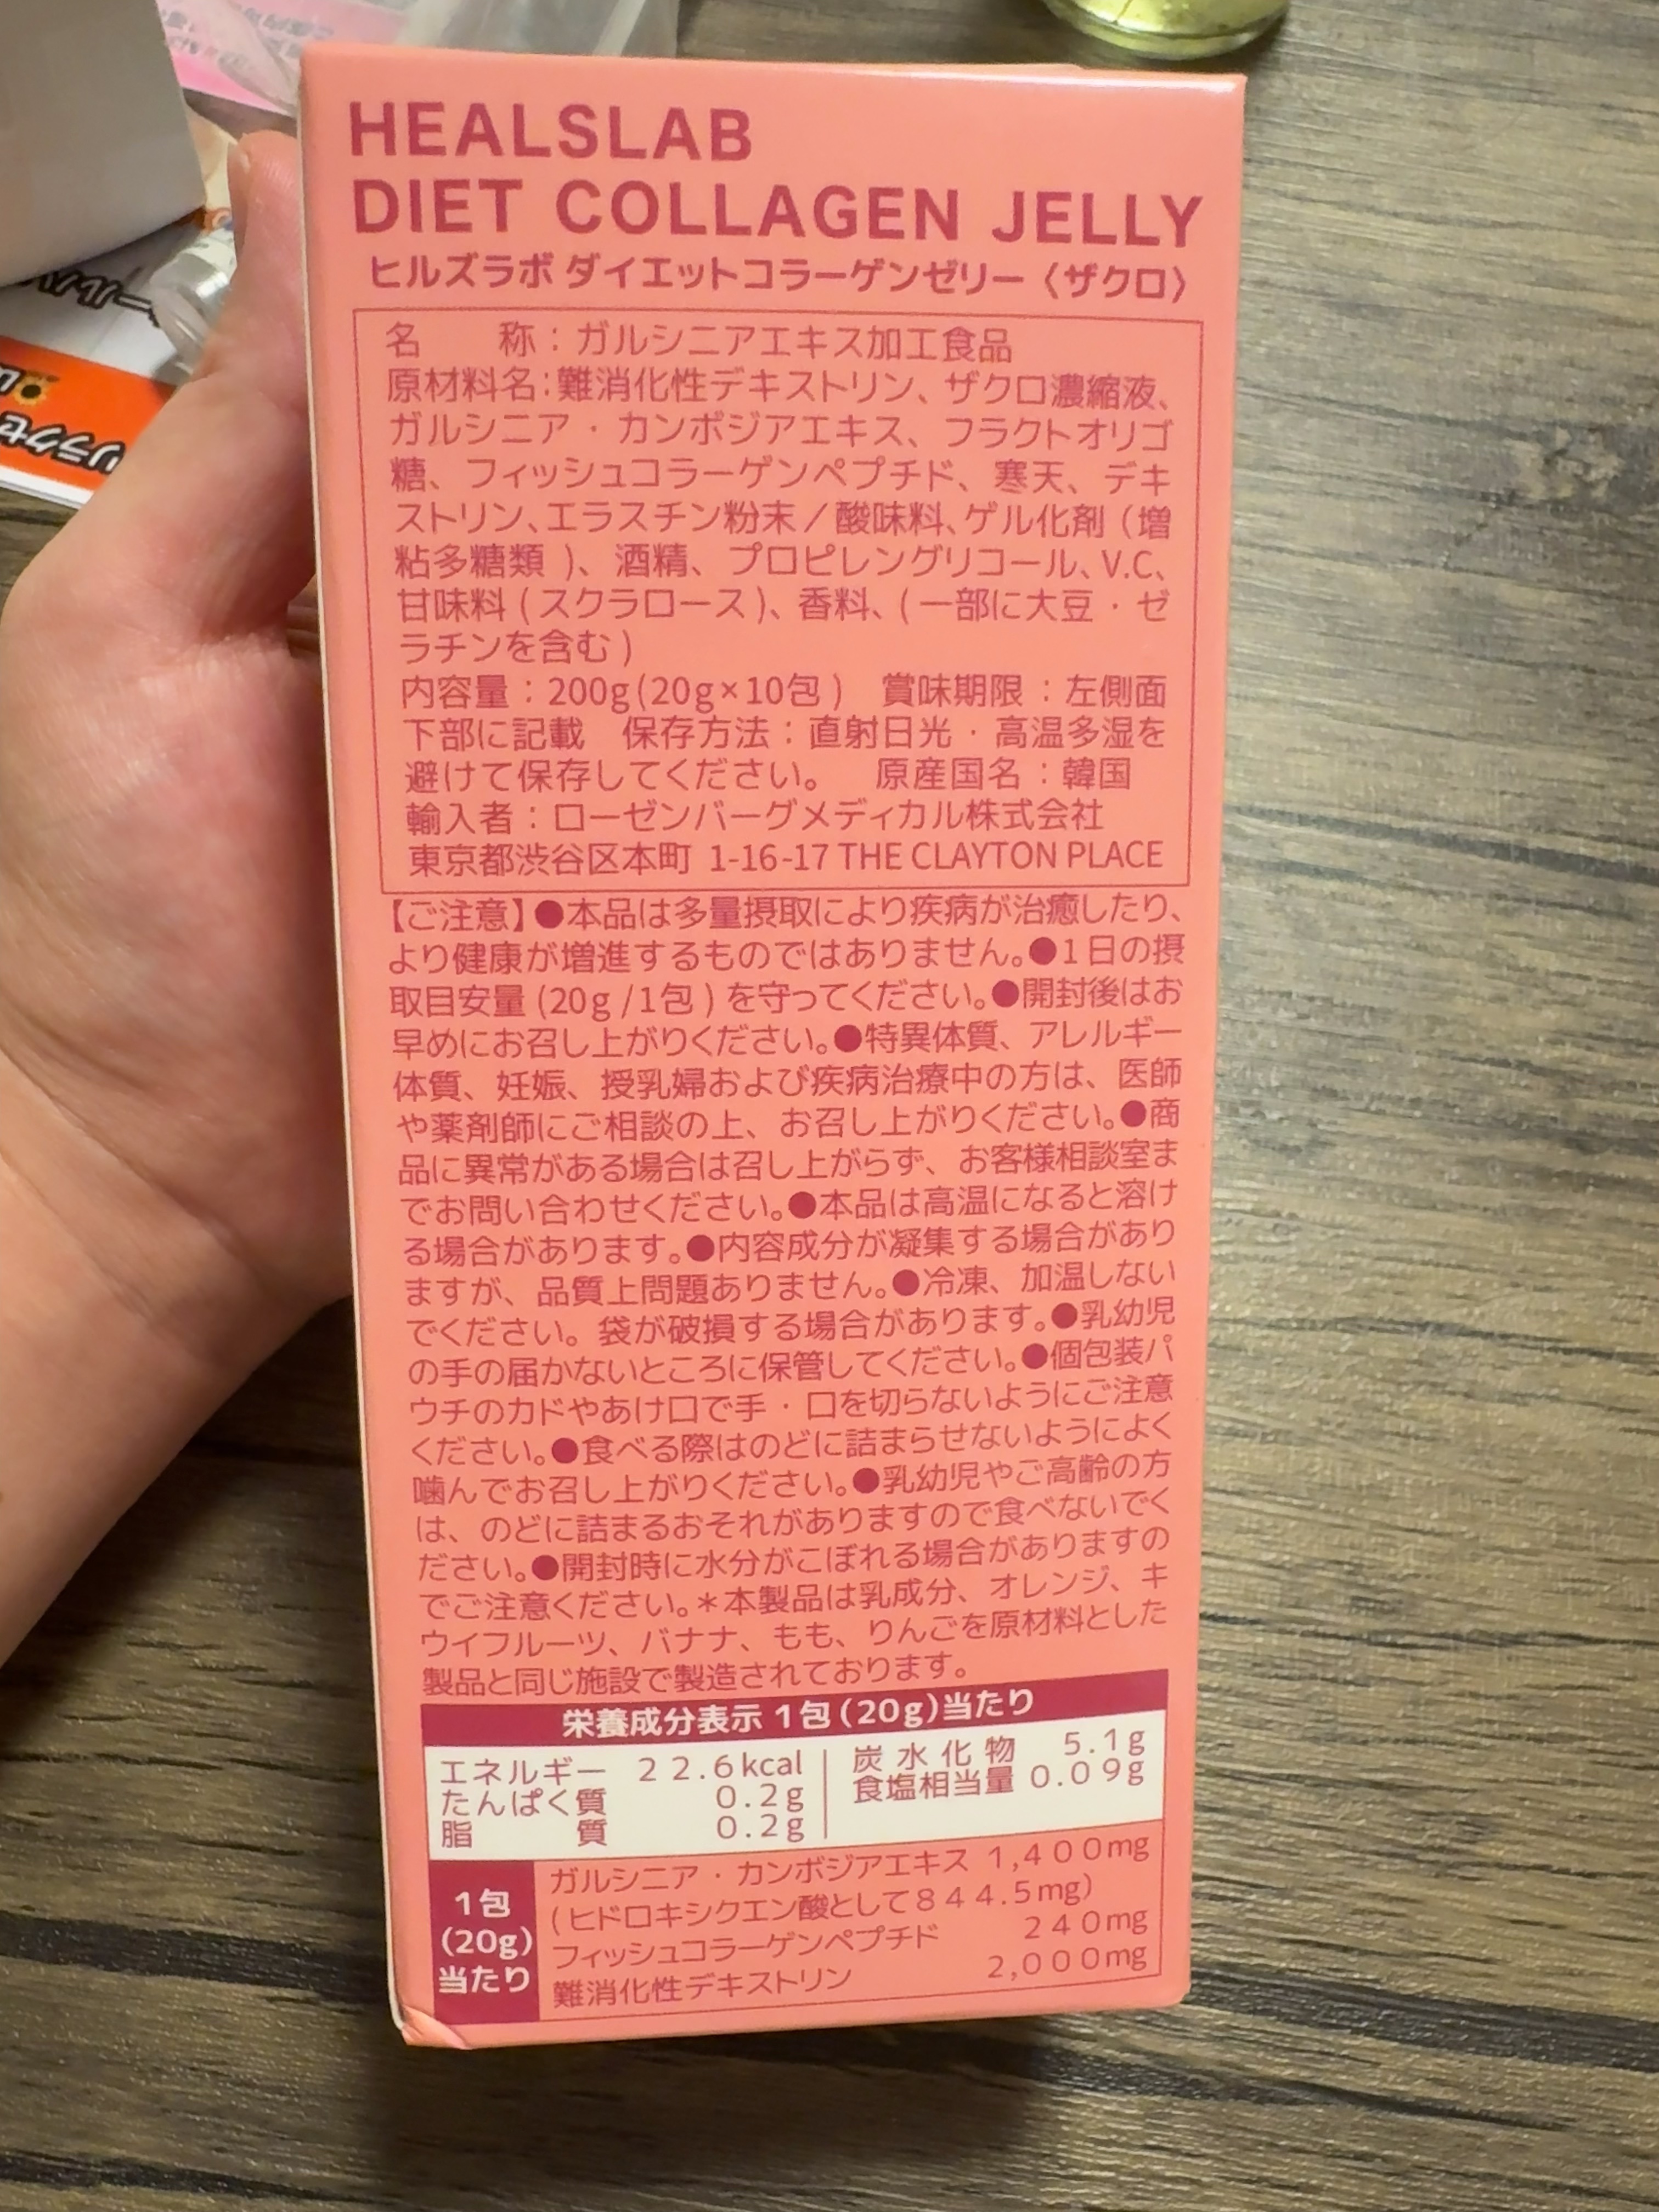 HEALSLAB
DIET COLLAGEN JELLY
ヒルズラボ ダイエットコラーゲンゼリー〈ザクロ〉
名　　称：ガルシニアエキス加工食品
原材料名：難消化性デキストリン、ザクロ濃縮液、
ガルシニア・カンボジアエキス、フラクトオリゴ
糖、フィッシュコラーゲンペプチド、寒天、デキ
ストリン、エラスチン粉末／酸味料、ゲル化剤（増
粘多糖類）、酒精、プロピレングリコール、V.C、
甘味料（スクラロース）、香料、（一部に大豆・ゼ
ラチンを含む）
内容量：200g（20g×10包）　賞味期限：左側面
下部に記載　保存方法：直射日光・高温多湿を
避けて保存してください。　原産国名：韓国
輸入者：ローゼンバーグメディカル株式会社
東京都渋谷区本町 1-16-17 THE CLAYTON PLACE
【ご注意】●本品は多量摂取により疾病が治癒したり、
より健康が増進するものではありません。●1日の摂
取目安量（20g/1包）を守ってください。●開封後はお
早めにお召し上がりください。●特異体質、アレルギー
体質、妊娠、授乳婦および疾病治療中の方は、医師
や薬剤師にご相談の上、お召し上がりください。●商
品に異常がある場合は召し上がらず、お客様相談室ま
でお問い合わせください。●本品は高温になると溶け
る場合があります。●内容成分が凝集する場合があり
ますが、品質上問題ありません。●冷凍、加温しない
でください。袋が破損する場合があります。●乳幼児
の手の届かないところに保管してください。●個包装パ
ウチのカドやあけ口で手・口を切らないようにご注意
ください。●食べる際はのどに詰まらせないようによく
噛んでお召し上がりください。●乳幼児やご高齢の方
は、のどに詰まるおそれがありますので食べないでく
ださい。●開封時に水分がこぼれる場合がありますの
でご注意ください。＊本製品は乳成分、オレンジ、キ
ウイフルーツ、バナナ、もも、りんごを原材料とした
製品と同じ施設で製造されております。
栄養成分表示 1包（20g）当たり
エネルギー　22.6kcal　炭水化物　5.1g
たんぱく質　0.2g　食塩相当量　0.09g
脂　　質　0.2g
1包
（20g）
当たり
ガルシニア・カンボジアエキス 1,400mg
（ヒドロキシクエン酸として844.5mg）
フィッシュコラーゲンペプチド　240mg
難消化性デキストリン　2,000mg
リラクゼ